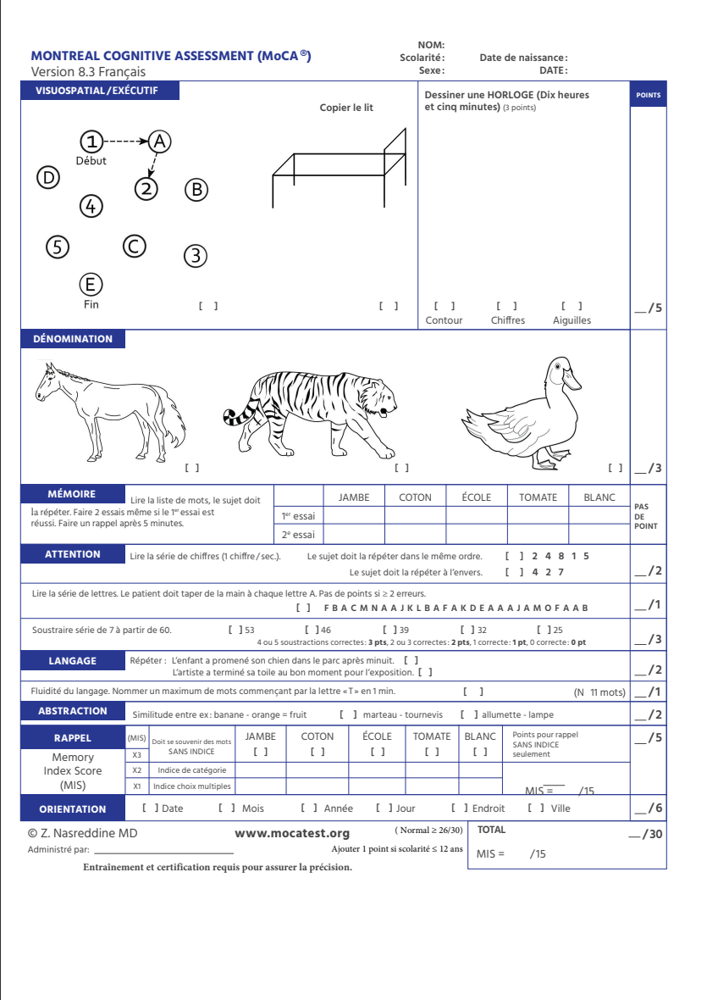 MONTREAL COGNITIVE ASSESSMENT (MoCA®)
Version 8.3 Français
NOM:
Scolarité: Date de naissance:
Sexe: DATE:
VISUOSPATIAL/EXÉCUTIF
Copier le lit
Dessiner une HORLOGE (Dix heures
et cinq minutes) (3 points)
POINTS
1 A
Début
D 2 B
4
5 C 3
E
Fin
[ ] [ ] [ ] [ ] [ ]
Contour Chiffres Aiguilles
__/5
DÉNOMINATION
[ ] [ ] [ ] __/3
MÉMOIRE
Lire la liste de mots, le sujet doit
la répéter. Faire 2 essais même si le 1er essai est
réussi. Faire un rappel après 5 minutes.
JAMBE COTON ÉCOLE TOMATE BLANC
1er essai
2e essai
PAS
DE
POINT
ATTENTION
Lire la série de chiffres (1 chiffre/sec.). Le sujet doit la répéter dans le même ordre. [ ] 2 4 8 1 5
Le sujet doit la répéter à l'envers. [ ] 4 2 7
__/2
Lire la série de lettres. Le patient doit taper de la main à chaque lettre A. Pas de points si ≥ 2 erreurs.
[ ] F B A C M N A A J K L B A F A K D E A A A J A M O F A A B
__/1
Soustraire série de 7 à partir de 60. [ ] 53 [ ] 46 [ ] 39 [ ] 32 [ ] 25
4 ou 5 soustractions correctes: 3 pts, 2 ou 3 correctes: 2 pts, 1 correcte: 1 pt, 0 correcte: 0 pt
__/3
LANGAGE
Répéter : L'enfant a promené son chien dans le parc après minuit. [ ]
L'artiste a terminé sa toile au bon moment pour l'exposition. [ ]
__/2
Fluidité du langage. Nommer un maximum de mots commençant par la lettre «T» en 1 min. [ ] (N 11 mots) __/1
ABSTRACTION
Similitude entre ex: banane - orange = fruit [ ] marteau - tournevis [ ] allumette - lampe __/2
RAPPEL
Memory
Index Score
(MIS)
(MIS)
X3
X2
X1
Doit se souvenir des mots
SANS INDICE
Indice de catégorie
Indice choix multiples
JAMBE COTON ÉCOLE TOMATE BLANC
[ ] [ ] [ ] [ ] [ ]
Points pour rappel
SANS INDICE
seulement
MIS = ____ /15
__/5
ORIENTATION
[ ] Date [ ] Mois [ ] Année [ ] Jour [ ] Endroit [ ] Ville __/6
© Z. Nasreddine MD www.mocatest.org ( Normal ≥ 26/30)
Administré par: ____ Ajouter 1 point si scolarité ≤ 12 ans
Entraînement et certification requis pour assurer la précision.
TOTAL __/30
MIS = /15